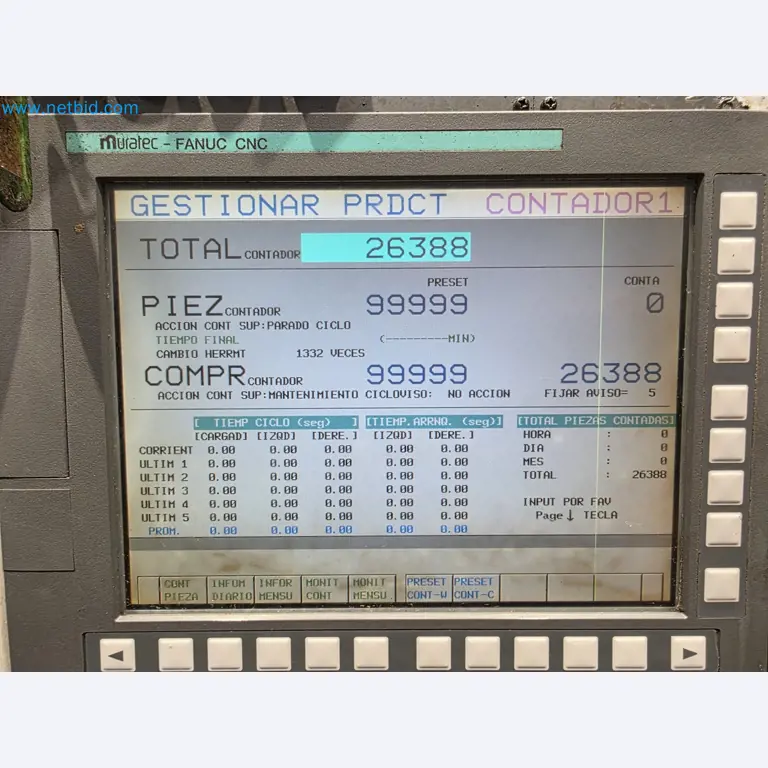 www.netbid.com
muratec - FANUC CNC
GESTIONAR PRDCT CONTADOR1
TOTAL CONTADOR 26388
PRESET CONTA
PIEZ CONTADOR 99999 0
ACCION CONT SUP:PARADO CICLO
TIEMPO FINAL (---------MIN)
CAMBIO HERRMT 1332 VECES
COMPR CONTADOR 99999 26388
ACCION CONT SUP:MANTENIMIENTO CICLOVISO: NO ACCION FIJAR AVISO= 5
[ TIEMP CICLO (seg) ] [TIEMP.ARRNQ. (seg)] [TOTAL PIEZAS CONTADAS]
[CARGAD] [IZQD] [DERE.] [IZQD] [DERE.] HORA : 0
CORRIENT 0.00 0.00 0.00 0.00 0.00 DIA : 0
ULTIM 1 0.00 0.00 0.00 0.00 0.00 MES : 0
ULTIM 2 0.00 0.00 0.00 0.00 0.00 TOTAL : 26388
ULTIM 3 0.00 0.00 0.00 0.00 0.00
ULTIM 4 0.00 0.00 0.00 0.00 0.00 INPUT POR FAV
ULTIM 5 0.00 0.00 0.00 0.00 0.00 Page↓ TECLA
PROM. 0.00 0.00 0.00 0.00 0.00
CONT INFUM INFOR MONIT MONIT PRESET PRESET
PIEZA DIARIO MENSU CONT MENSU CONT-W CONT-C